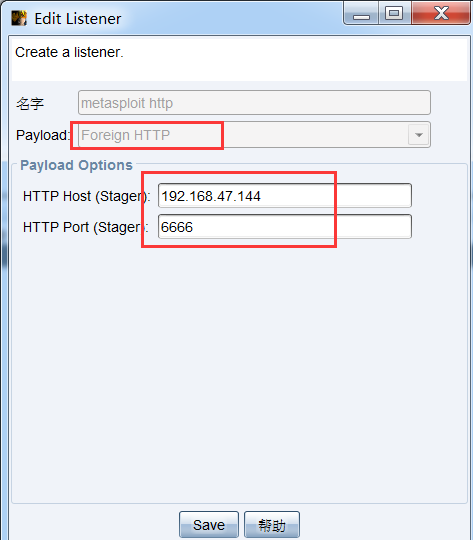 Edit Listener
Create a listener.
名字 metasploit http
Payload: Foreign HTTP
Payload Options
HTTP Host (Stager): 192.168.47.144
HTTP Port (Stager): 6666
Save 帮助